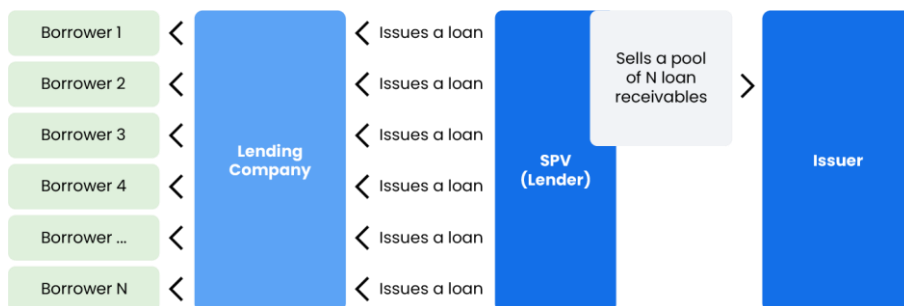 Borrower 1
Borrower 2
Borrower 3
Borrower 4
Borrower ...
Borrower N
Lending
Company
Issues a loan
Issues a loan
Issues a loan
Issues a loan
Issues a loan
Issues a loan
SPV
(Lender)
Sells a pool
of N loan
receivables
Issuer